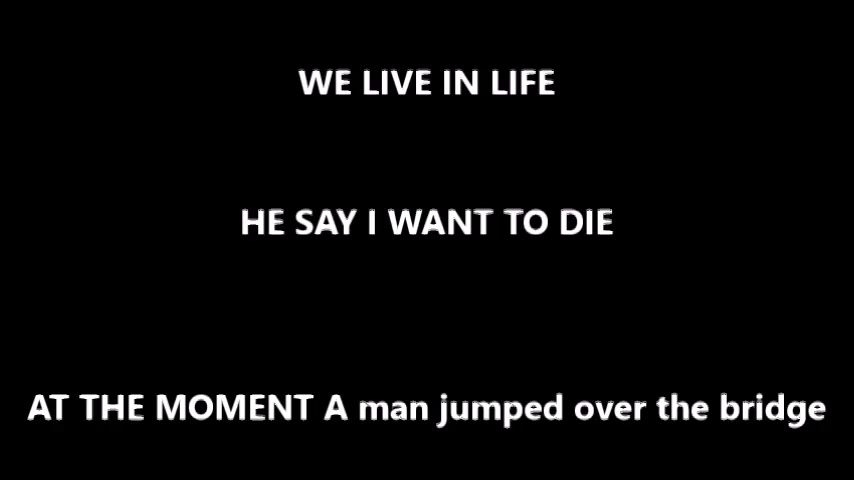 WE LIVE IN LIFE
HE SAY I WANT TO DIE
AT THE MOMENT A man jumped over the bridge